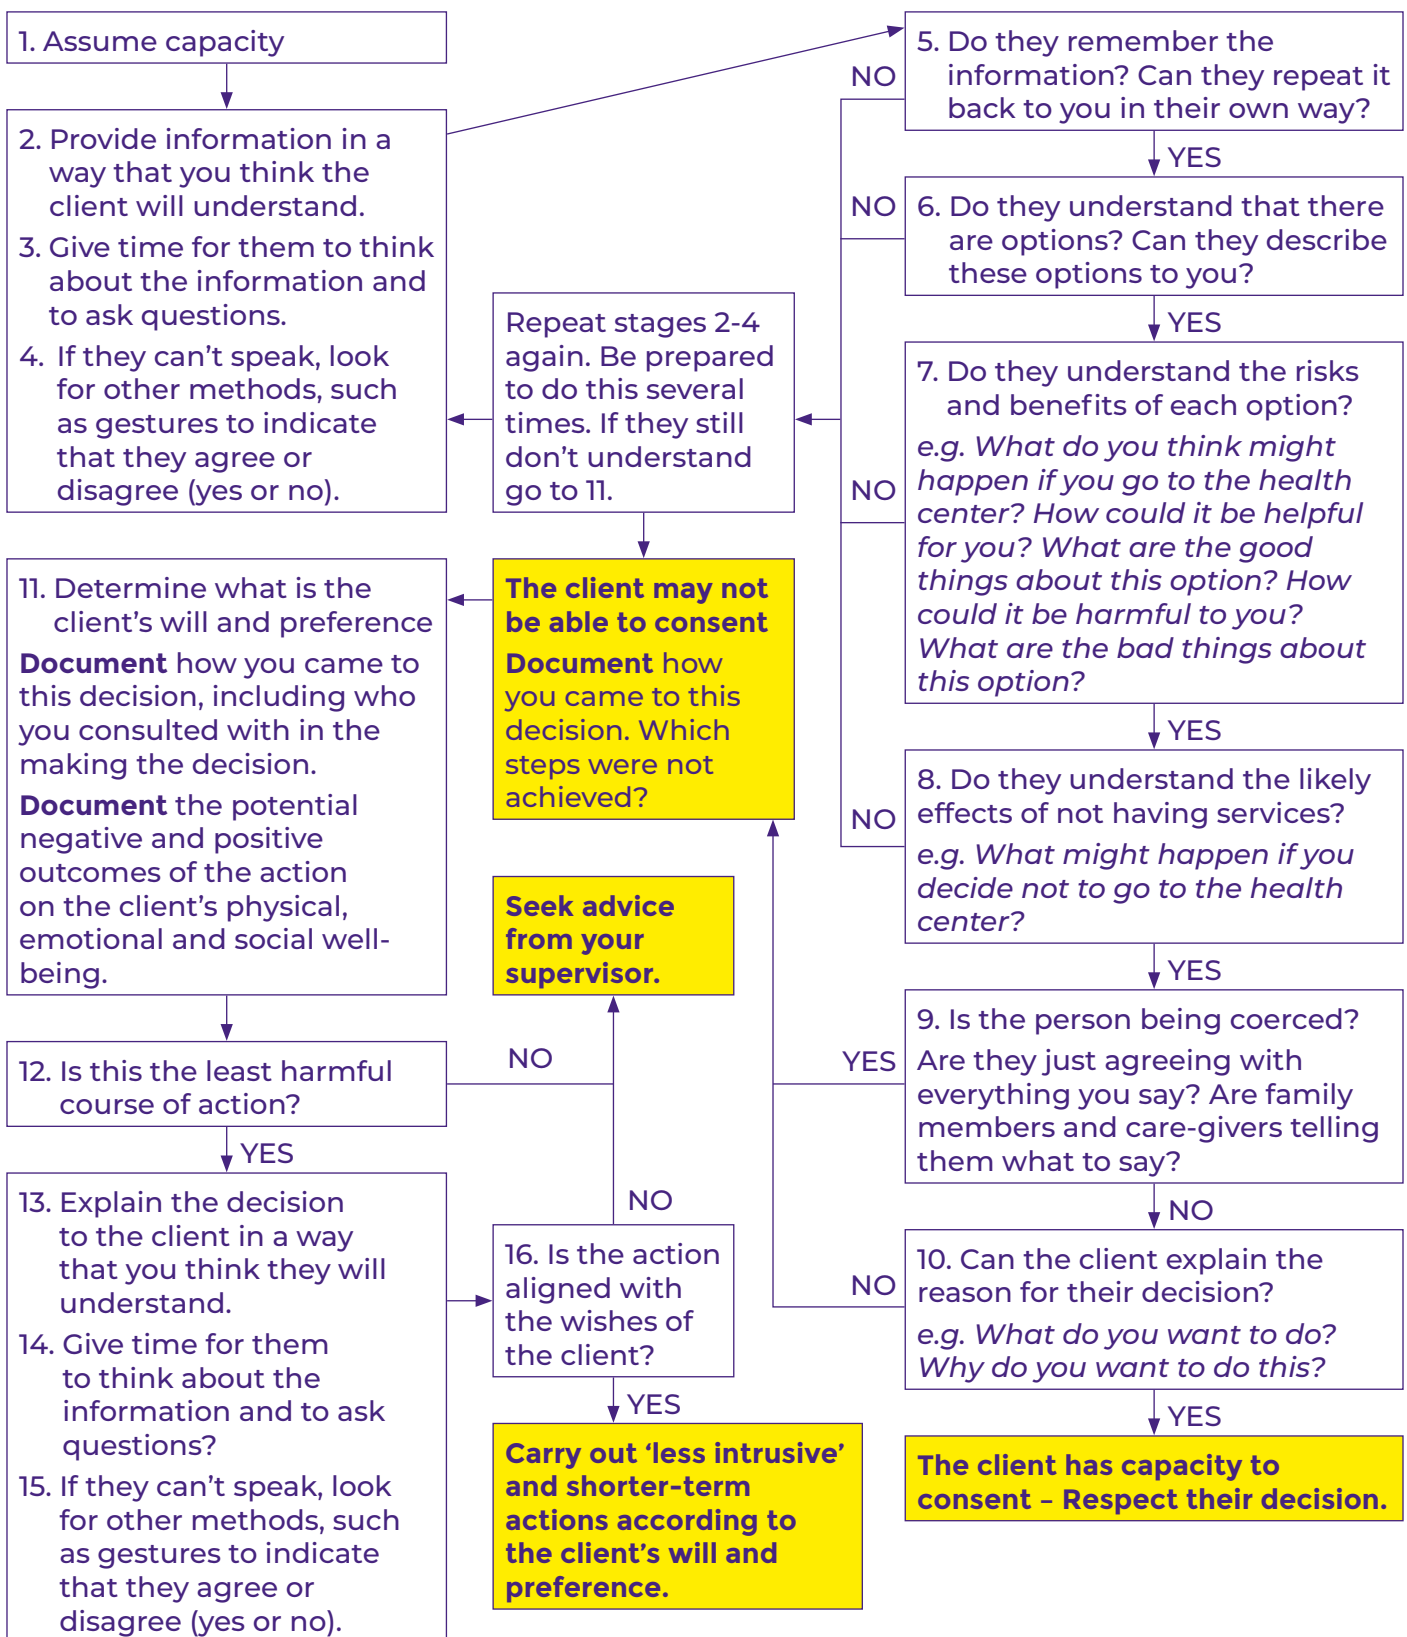 1. Assume capacity
2. Provide information in a
way that you think the
client will understand.
3. Give time for them to think
about the information and
to ask questions.
4. If they can’t speak, look
for other methods, such
as gestures to indicate
that they agree or
disagree (yes or no).
5. Do they remember the
information? Can they repeat it
back to you in their own way?
NO
YES
6. Do they understand that there
are options? Can they describe
these options to you?
NO
YES
7. Do they understand the risks
and benefits of each option?
e.g. What do you think might
happen if you go to the health
center? How could it be helpful
for you? What are the good
things about this option? How
could it be harmful to you?
What are the bad things about
this option?
NO
YES
8. Do they understand the likely
effects of not having services?
e.g. What might happen if you
decide not to go to the health
center?
NO
YES
Repeat stages 2-4
again. Be prepared
to do this several
times. If they still
don’t understand
go to 11.
9. Is the person being coerced?
Are they just agreeing with
everything you say? Are family
members and care-givers telling
them what to say?
YES
NO
10. Can the client explain the
reason for their decision?
e.g. What do you want to do?
Why do you want to do this?
NO
YES
The client has capacity to
consent – Respect their decision.
The client may not
be able to consent
Document how
you came to this
decision. Which
steps were not
achieved?
11. Determine what is the
client’s will and preference
Document how you came to
this decision, including who
you consulted with in the
making the decision.
Document the potential
negative and positive
outcomes of the action
on the client’s physical,
emotional and social well-
being.
12. Is this the least harmful
course of action?
NO
YES
Seek advice
from your
supervisor.
13. Explain the decision
to the client in a way
that you think they will
understand.
14. Give time for them
to think about the
information and to ask
questions?
15. If they can’t speak, look
for other methods, such
as gestures to indicate
that they agree or
disagree (yes or no).
NO
16. Is the action
aligned with
the wishes of
the client?
YES
Carry out ‘less intrusive’
and shorter-term
actions according to
the client’s will and
preference.